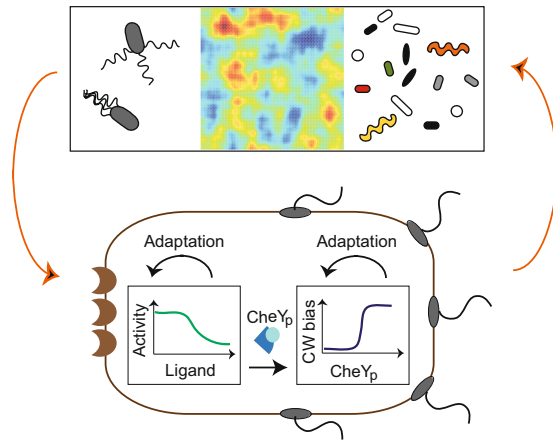 Adaptation
Adaptation
Activity
Ligand
CheYp
CW bias
CheYp